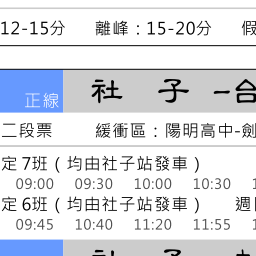 12-15分 離峰：15-20分 假
正線 社子－台
二段票 緩衝區：陽明高中-劍
定 7班（均由社子站發車）
09:00 09:30 10:00 10:30
定 6班（均由社子站發車） 週
09:45 10:40 11:20 11:55